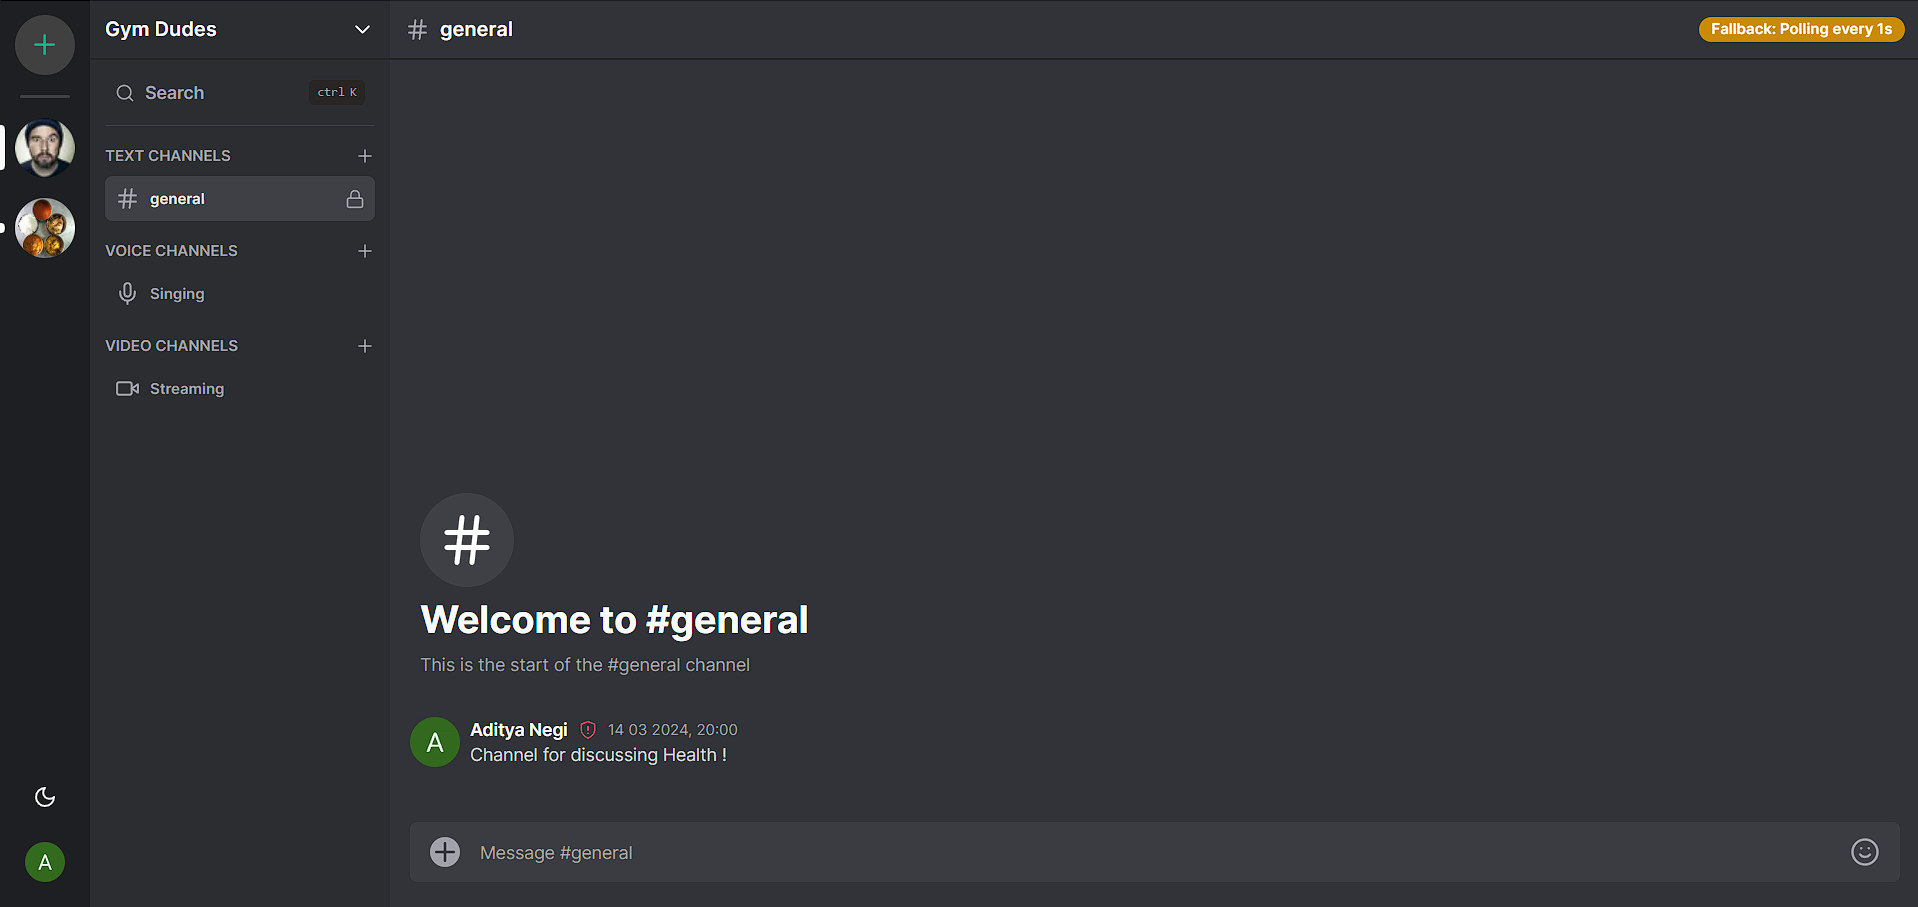 Gym Dudes
general
Fallback: Polling every 1s
Search
ctrl K
TEXT CHANNELS
general
VOICE CHANNELS
Singing
VIDEO CHANNELS
Streaming
#
Welcome to #general
This is the start of the #general channel
A
Aditya Negi 14 03 2024, 20:00
Channel for discussing Health !
Message #general
A